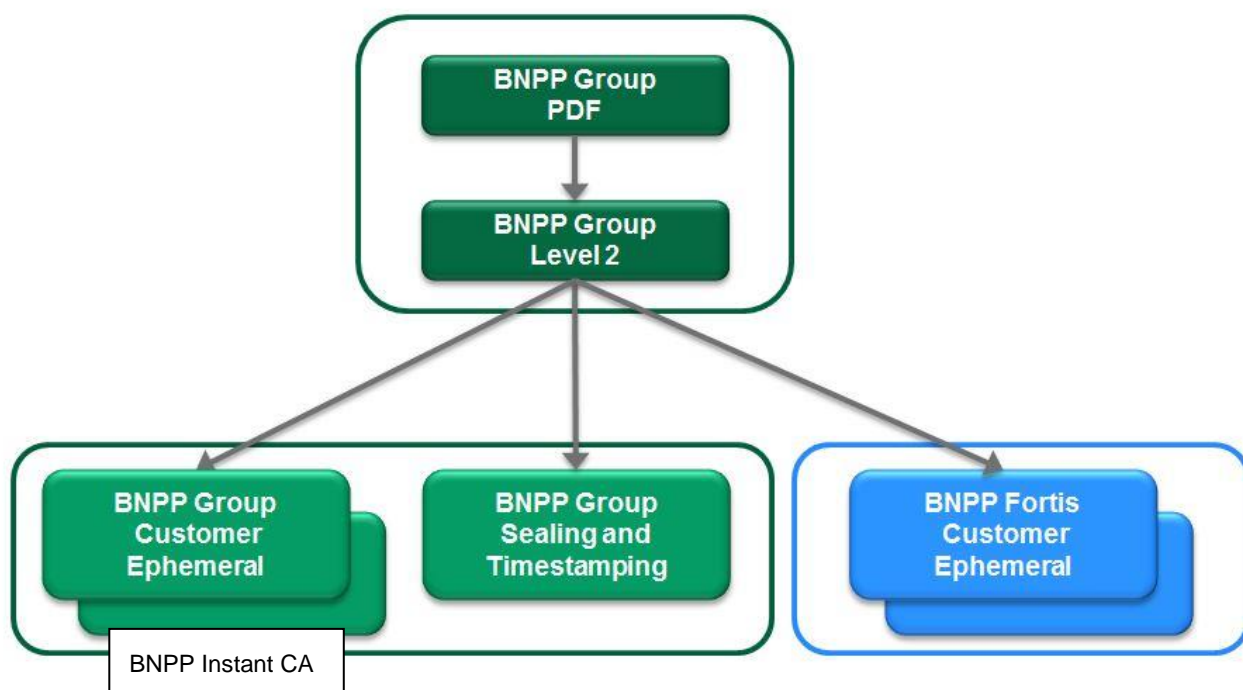 BNPP Group
PDF
BNPP Group
Level 2
BNPP Group
Customer
Ephemeral
BNPP Group
Sealing and
Timestamping
BNPP Fortis
Customer
Ephemeral
BNPP Instant CA